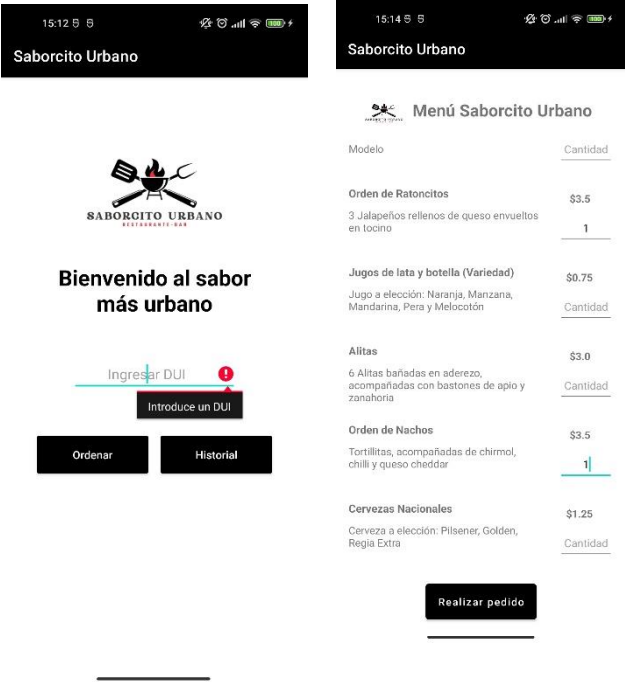 15:12
Saborcito Urbano
SABORCITO URBANO
RESTAURANTE-BAR
Bienvenido al sabor
más urbano
Ingresar DUI
Introduce un DUI
Ordenar
Historial
15:14
Saborcito Urbano
Menú Saborcito Urbano
Modelo
Cantidad
Orden de Ratoncitos
$3.5
3 Jalapeños rellenos de queso envueltos
en tocino
1
Jugos de lata y botella (Variedad)
$0.75
Jugo a elección: Naranja, Manzana,
Mandarina, Pera y Melocotón
Cantidad
Alitas
$3.0
6 Alitas bañadas en aderezo,
acompañadas con bastones de apio y
zanahoria
Cantidad
Orden de Nachos
$3.5
Tortillitas, acompañadas de chirmol,
chilli y queso cheddar
1
Cervezas Nacionales
$1.25
Cerveza a elección: Pilsener, Golden,
Regia Extra
Cantidad
Realizar pedido